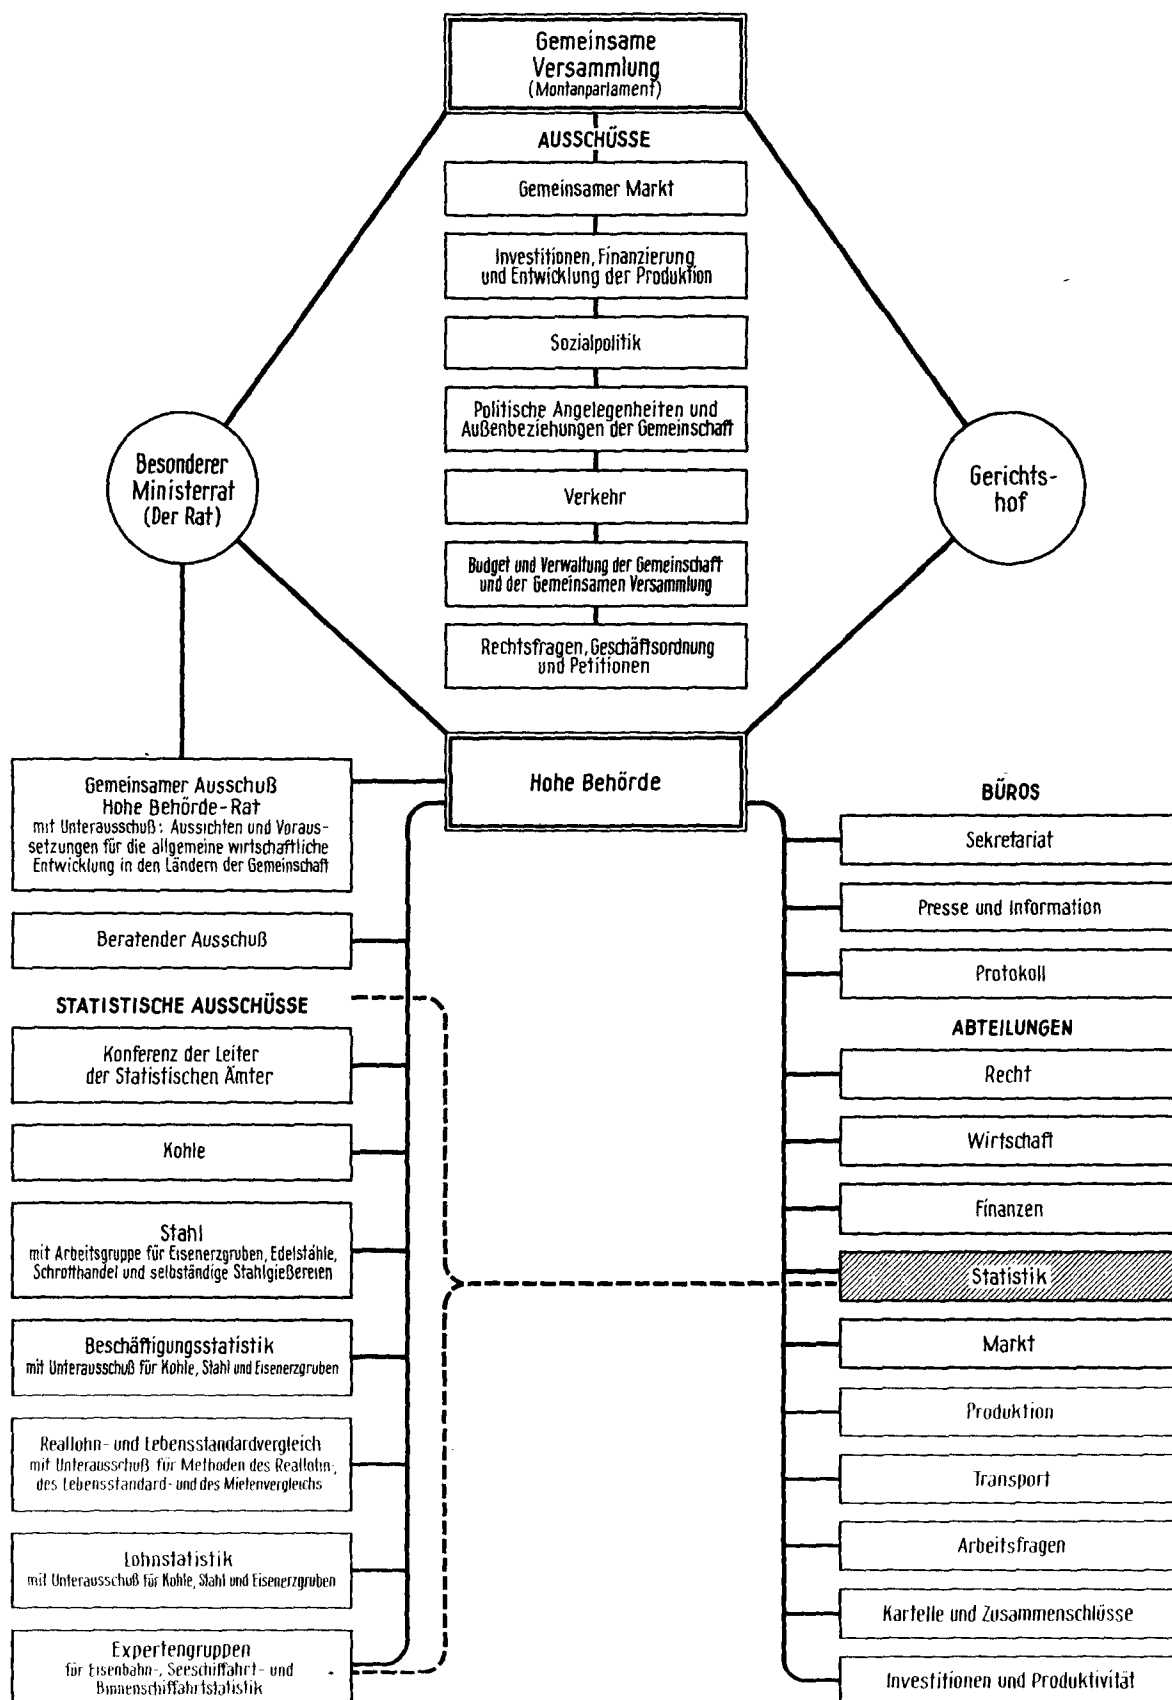 Gemeinsame
Versammlung
(Montanparlament)
AUSSCHÜSSE
Gemeinsamer Markt
Investitionen, Finanzierung
und Entwicklung der Produktion
Sozialpolitik
Politische Angelegenheiten und
Außenbeziehungen der Gemeinschaft
Verkehr
Budget und Verwaltung der Gemeinschaft
und der Gemeinsamen Versammlung
Rechtsfragen, Geschäftsordnung
und Petitionen
Besonderer
Ministerrat
(Der Rat)
Gerichts-
hof
Hohe Behörde
Gemeinsamer Ausschuß
Hohe Behörde-Rat
mit Unterausschuß: Aussichten und Voraus-
setzungen für die allgemeine wirtschaftliche
Entwicklung in den Ländern der Gemeinschaft
Beratender Ausschuß
STATISTISCHE AUSSCHÜSSE
Konferenz der Leiter
der Statistischen Ämter
Kohle
Stahl
mit Arbeitsgruppe für Eisenerzgruben, Edelstähle,
Schrotthandel und selbständige Stahlgießereien
Beschäftigungsstatistik
mit Unterausschuß für Kohle, Stahl und Eisenerzgruben
Reallohn- und Lebensstandardvergleich
mit Unterausschuß für Methoden des Reallohn-,
des Lebensstandard- und des Mietenvergleichs
Lohnstatistik
mit Unterausschuß für Kohle, Stahl und Eisenerzgruben
Expertengruppen
für Eisenbahn-, Seeschiffahrt- und
Binnenschiffahrtstatistik
BÜROS
Sekretariat
Presse und Information
Protokoll
ABTEILUNGEN
Recht
Wirtschaft
Finanzen
Statistik
Markt
Produktion
Transport
Arbeitsfragen
Kartelle und Zusammenschlüsse
Investitionen und Produktivität